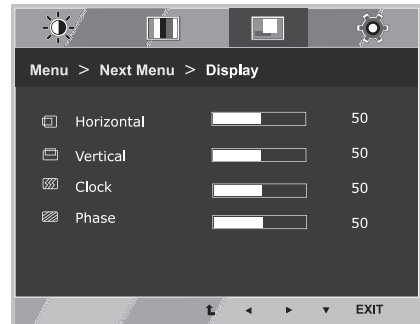 Menu > Next Menu > Display
Horizontal 50
Vertical 50
Clock 50
Phase 50
EXIT